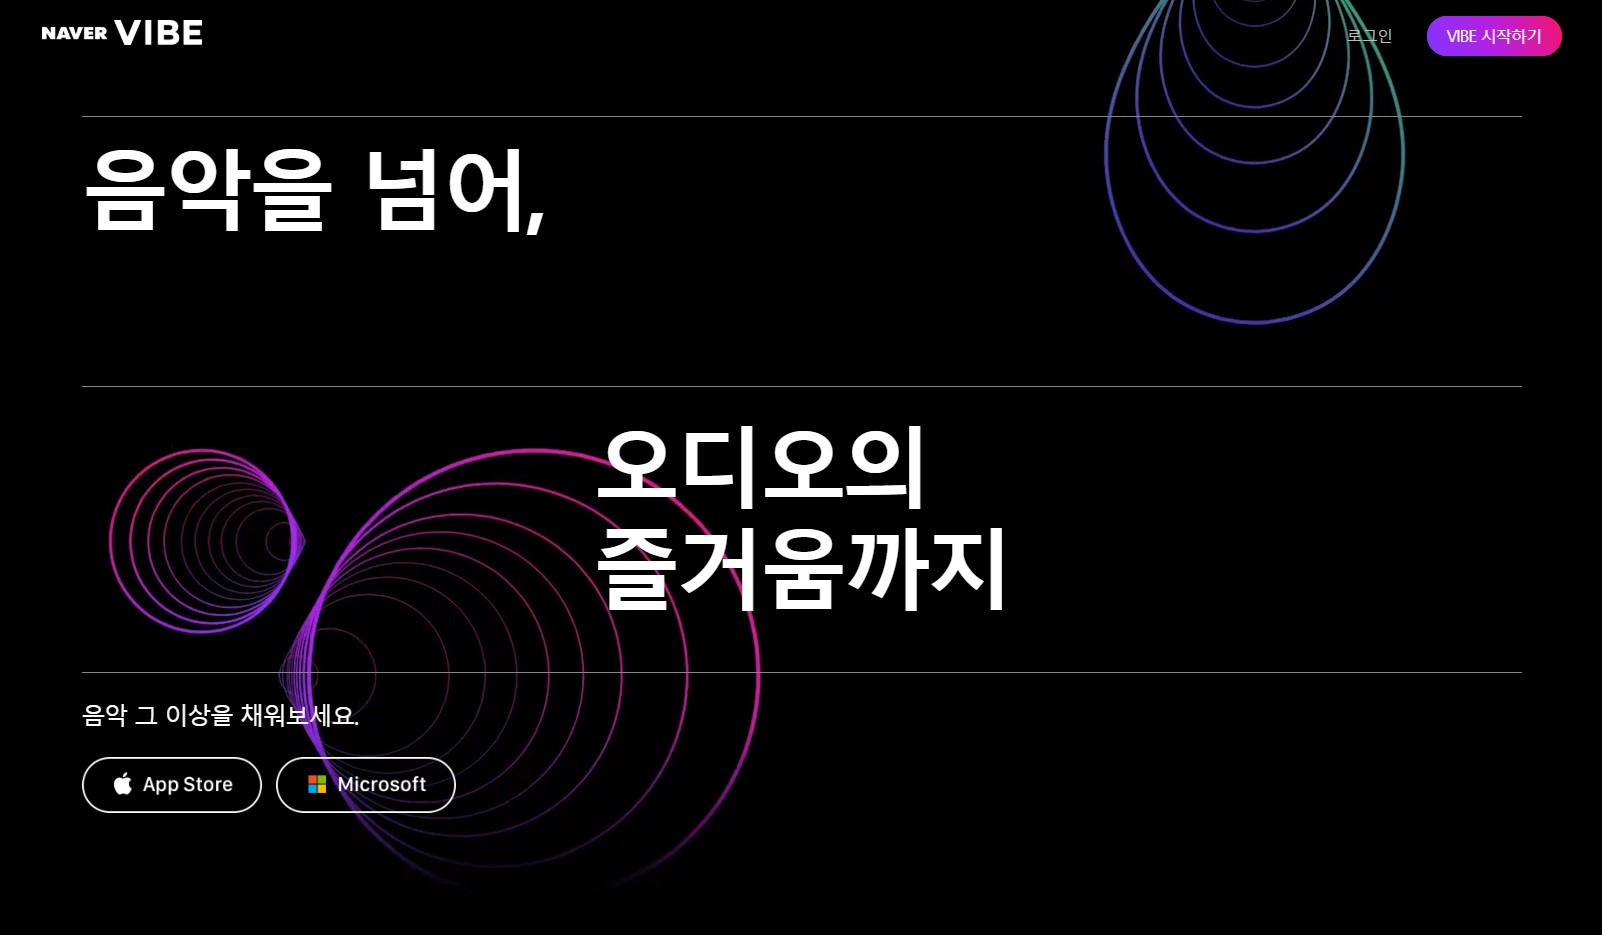 NAVER VIBE
로그인
VIBE 시작하기
음악을 넘어,
오디오의
즐거움까지
음악 그 이상을 채워보세요.
App Store
Microsoft